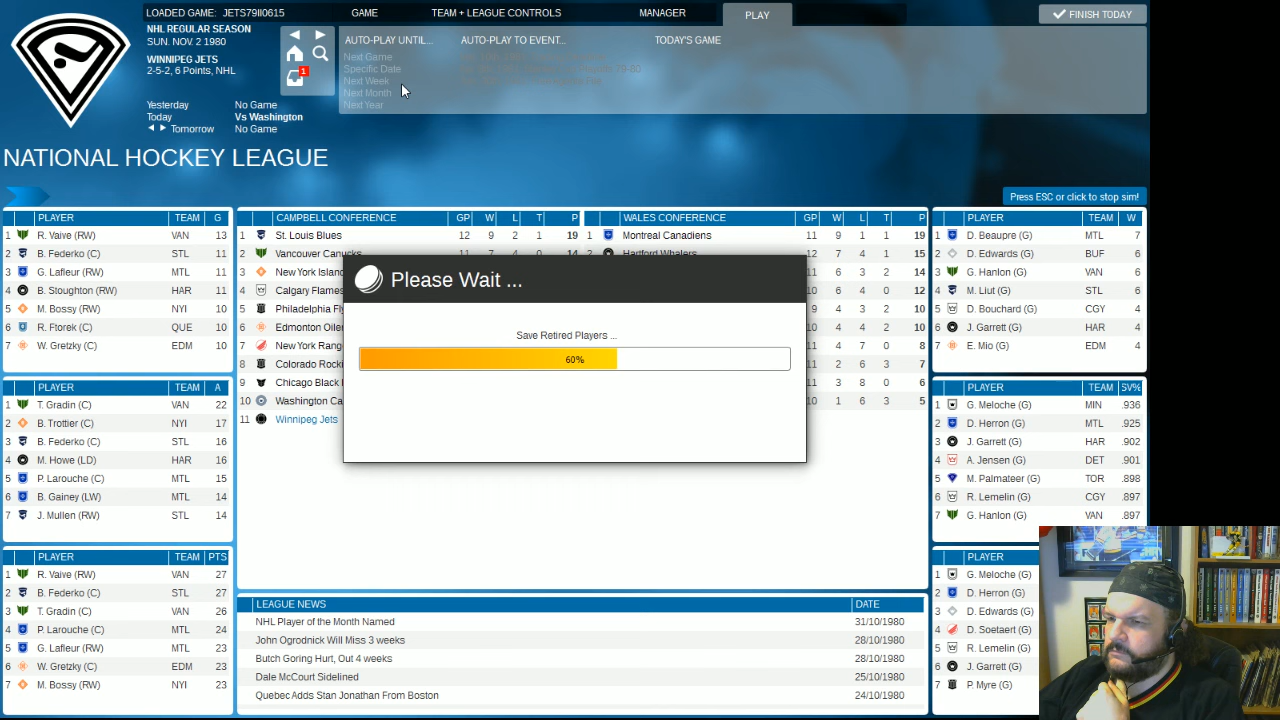 LOADED GAME: JETS79II0615
GAME
TEAM + LEAGUE CONTROLS
MANAGER
PLAY
FINISH TODAY
NHL REGULAR SEASON
SUN. NOV. 2 1980
WINNIPEG JETS
2-5-2, 6 Points, NHL
Yesterday No Game
Today Vs Washington
Tomorrow No Game
1
AUTO-PLAY UNTIL...
Next Game
Specific Date
Next Week
Next Month
Next Year
AUTO-PLAY TO EVENT...
TODAY'S GAME
NATIONAL HOCKEY LEAGUE
Press ESC or click to stop sim!
PLAYER TEAM G
1 R. Vaive (RW) VAN 13
2 B. Federko (C) STL 11
3 G. Lafleur (RW) MTL 11
4 B. Stoughton (RW) HAR 11
5 M. Bossy (RW) NYI 10
6 R. Ftorek (C) QUE 10
7 W. Gretzky (C) EDM 10
PLAYER TEAM A
1 T. Gradin (C) VAN 22
2 B. Trottier (C) NYI 17
3 B. Federko (C) STL 16
4 M. Howe (LD) HAR 16
5 P. Larouche (C) MTL 15
6 B. Gainey (LW) MTL 14
7 J. Mullen (RW) STL 14
PLAYER TEAM PTS
1 R. Vaive (RW) VAN 27
2 B. Federko (C) STL 27
3 T. Gradin (C) VAN 26
4 P. Larouche (C) MTL 24
5 G. Lafleur (RW) MTL 23
6 W. Gretzky (C) EDM 23
7 M. Bossy (RW) NYI 23
CAMPBELL CONFERENCE GP W L T P
1 St. Louis Blues 12 9 2 1 19
2 Vancouver Canucks 11 7 4 0 14
3 New York Island
4 Calgary Flames
5 Philadelphia Fly
6 Edmonton Oiler
7 New York Rang
8 Colorado Rocki
9 Chicago Black
10 Washington Ca
11 Winnipeg Jets
WALES CONFERENCE GP W L T P
1 Montreal Canadiens 11 9 1 1 19
2 Hartford Whalers 12 7 4 1 15
11 6 3 2 14
10 6 4 0 12
9 4 3 2 10
10 4 4 2 10
11 4 7 0 8
11 2 6 3 7
11 3 8 0 6
10 1 6 3 5
Please Wait ...
Save Retired Players ...
60%
LEAGUE NEWS DATE
NHL Player of the Month Named 31/10/1980
John Ogrodnick Will Miss 3 weeks 28/10/1980
Butch Goring Hurt, Out 4 weeks 28/10/1980
Dale McCourt Sidelined 25/10/1980
Quebec Adds Stan Jonathan From Boston 24/10/1980
PLAYER TEAM W
1 D. Beaupre (G) MTL 7
2 D. Edwards (G) BUF 6
3 G. Hanlon (G) VAN 6
4 M. Liut (G) STL 6
5 D. Bouchard (G) CGY 4
6 J. Garrett (G) HAR 4
7 E. Mio (G) EDM 4
PLAYER TEAM SV%
1 G. Meloche (G) MIN .936
2 D. Herron (G) MTL .925
3 J. Garrett (G) HAR .902
4 A. Jensen (G) DET .901
5 M. Palmateer (G) TOR .898
6 R. Lemelin (G) CGY .897
7 G. Hanlon (G) VAN .897
PLAYER
1 G. Meloche (G)
2 D. Herron (G)
3 D. Edwards (G)
4 D. Soetaert (G)
5 R. Lemelin (G)
6 J. Garrett (G)
7 P. Myre (G)